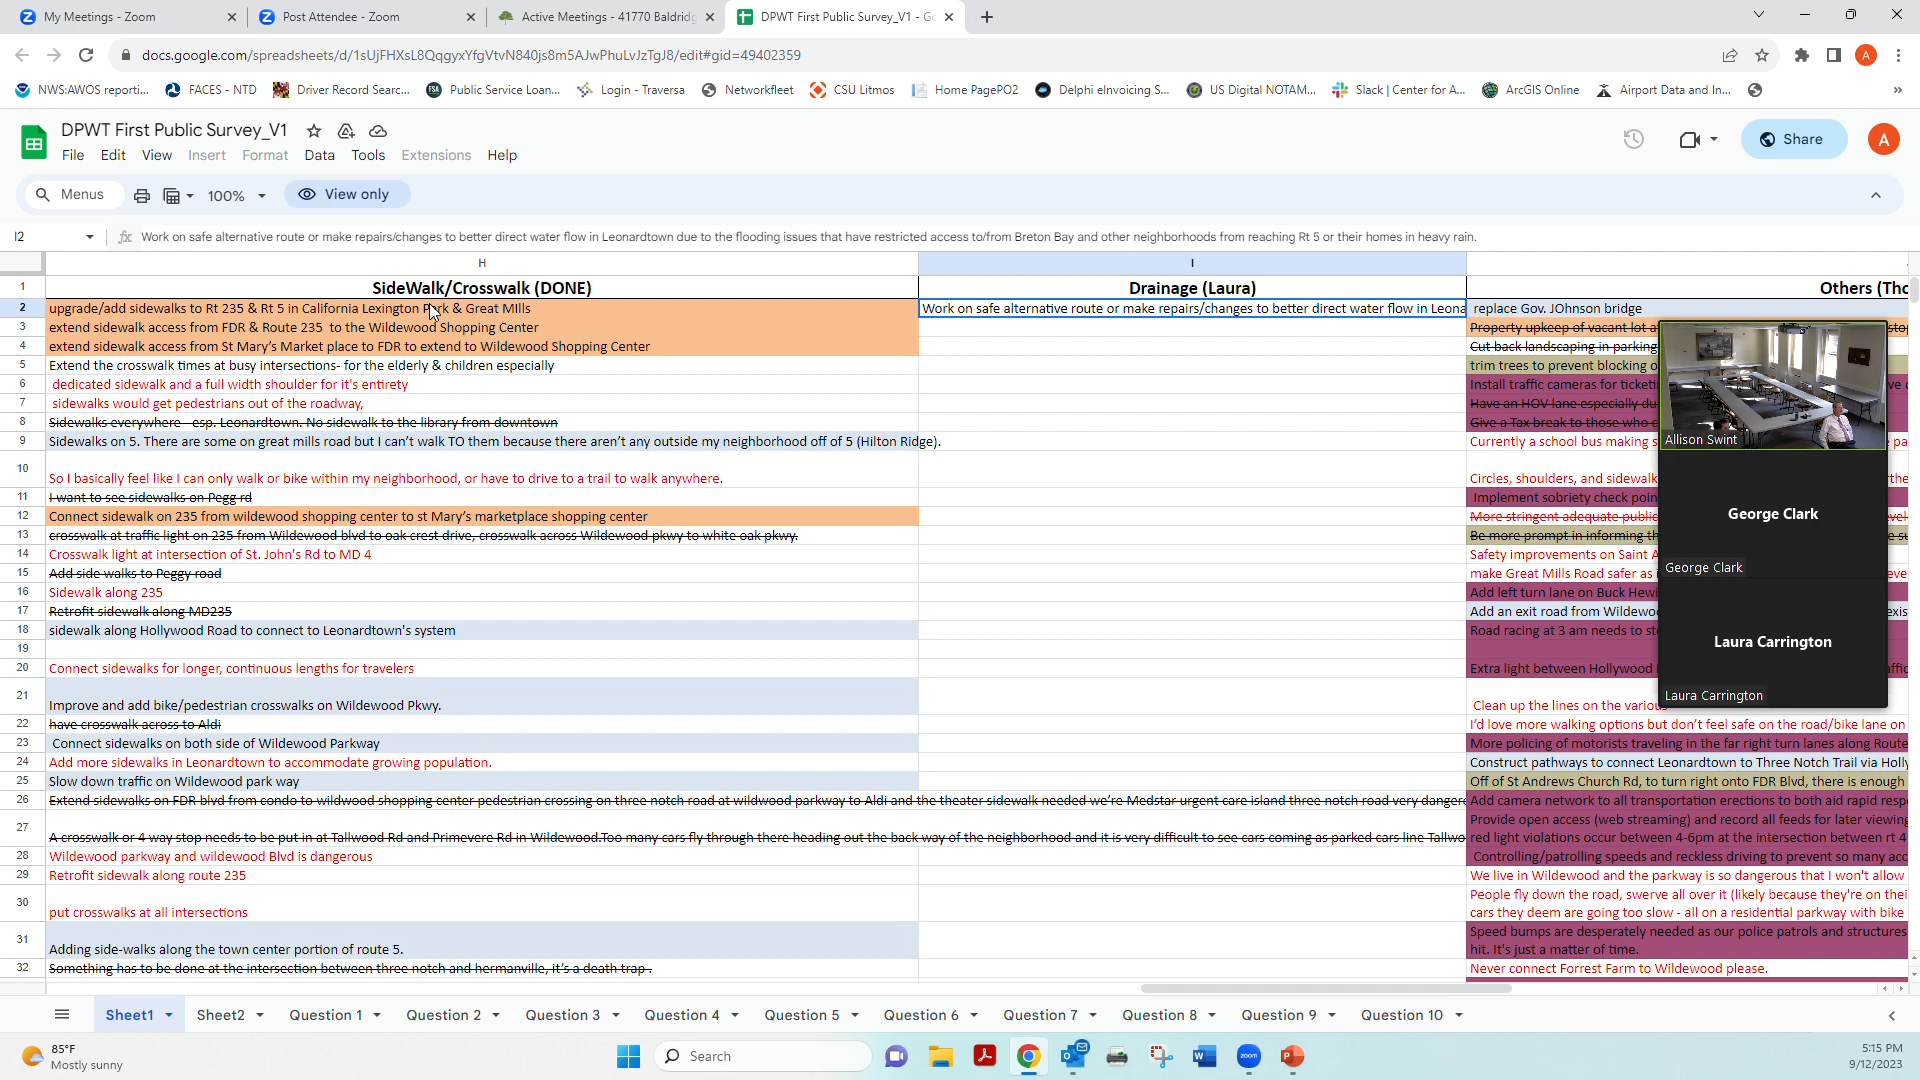 My Meetings - Zoom
Post Attendee - Zoom
Active Meetings - 41770 Baldridg
DPWT First Public Survey_V1 - Go
docs.google.com/spreadsheets/d/1sUjFHXsL8QqgyxYfgVtvN840js8m5AJwPhuLvJzTgJ8/edit#gid=49402359
A
NWS:AWOS reporti...
FACES - NTD
Driver Record Searc...
Public Service Loan...
Login - Traversa
Networkfleet
CSU Litmos
Home PagePO2
Delphi eInvoicing S...
US Digital NOTAM...
Slack | Center for A...
ArcGIS Online
Airport Data and In...
DPWT First Public Survey_V1
File Edit View Insert Format Data Tools Extensions Help
Share
A
Menus
100%
View only
I2
fx Work on safe alternative route or make repairs/changes to better direct water flow in Leonardtown due to the flooding issues that have restricted access to/from Breton Bay and other neighborhoods from reaching Rt 5 or their homes in heavy rain.
H I
1 SideWalk/Crosswalk (DONE) Drainage (Laura) Others (Tho
2 upgrade/add sidewalks to Rt 235 & Rt 5 in California Lexington Park & Great MIlls Work on safe alternative route or make repairs/changes to better direct water flow in Leona replace Gov. JOhnson bridge
3 extend sidewalk access from FDR & Route 235 to the Wildewood Shopping Center Property upkeep of vacant lot a
4 extend sidewalk access from St Mary's Market place to FDR to extend to Wildewood Shopping Center Cut back landscaping in parking
5 Extend the crosswalk times at busy intersections- for the elderly & children especially trim trees to prevent blocking o
6 dedicated sidewalk and a full width shoulder for it's entirety Install traffic cameras for ticketi
7 sidewalks would get pedestrians out of the roadway, Have an HOV lane especially du
8 Sidewalks everywhere - esp. Leonardtown. No sidewalk to the library from downtown Give a Tax break to those who c
9 Sidewalks on 5. There are some on great mills road but I can't walk TO them because there aren't any outside my neighborhood off of 5 (Hilton Ridge). Currently a school bus making s
10 So I basically feel like I can only walk or bike within my neighborhood, or have to drive to a trail to walk anywhere. Circles, shoulders, and sidewalk
11 I want to see sidewalks on Pegg rd Implement sobriety check poin
12 Connect sidewalk on 235 from wildewood shopping center to st Mary's marketplace shopping center More stringent adequate public
13 crosswalk at traffic light on 235 from Wildewood blvd to oak crest drive, crosswalk across Wildewood pkwy to white oak pkwy. Be more prompt in informing th
14 Crosswalk light at intersection of St. John's Rd to MD 4 Safety improvements on Saint A
15 Add side walks to Peggy road make Great Mills Road safer as
16 Sidewalk along 235 Add left turn lane on Buck Hewi
17 Retrofit sidewalk along MD235 Add an exit road from Wildewo
18 sidewalk along Hollywood Road to connect to Leonardtown's system Road racing at 3 am needs to st
19
20 Connect sidewalks for longer, continuous lengths for travelers Extra light between Hollywood
21 Improve and add bike/pedestrian crosswalks on Wildewood Pkwy. Clean up the lines on the variou
22 have crosswalk across to Aldi I'd love more walking options but don't feel safe on the road/bike lane on
23 Connect sidewalks on both side of Wildewood Parkway More policing of motorists traveling in the far right turn lanes along Route
24 Add more sidewalks in Leonardtown to accommodate growing population. Construct pathways to connect Leonardtown to Three Notch Trail via Holly
25 Slow down traffic on Wildewood park way Off of St Andrews Church Rd, to turn right onto FDR Blvd, there is enough
26 Extend sidewalks on FDR blvd from condo to wildwood shopping center pedestrian crossing on three notch road at wildwood parkway to Aldi and the theater sidewalk needed we're Medstar urgent care island three notch road very dangero Add camera network to all transportation erections to both aid rapid resp
Provide open access (web streaming) and record all feeds for later viewing
27 A crosswalk or 4 way stop needs to be put in at Tallwood Rd and Primevere Rd in Wildewood.Too many cars fly through there heading out the back way of the neighborhood and it is very difficult to see cars coming as parked cars line Tallwo red light violations occur between 4-6pm at the intersection between rt 4
28 Wildewood parkway and wildewood Blvd is dangerous Controlling/patrolling speeds and reckless driving to prevent so many acc
29 Retrofit sidewalk along route 235 We live in Wildewood and the parkway is so dangerous that I won't allow
People fly down the road, swerve all over it (likely because they're on thei
30 put crosswalks at all intersections cars they deem are going too slow - all on a residential parkway with bike
Speed bumps are desperately needed as our police patrols and structures
31 Adding side-walks along the town center portion of route 5. hit. It's just a matter of time.
32 Something has to be done at the intersection between three notch and hermanville, it's a death trap . Never connect Forrest Farm to Wildewood please.
Allison Swint
George Clark
George Clark
Laura Carrington
Laura Carrington
Sheet1 Sheet2 Question 1 Question 2 Question 3 Question 4 Question 5 Question 6 Question 7 Question 8 Question 9 Question 10
85°F
Mostly sunny
Search
zoom
5:15 PM
9/12/2023